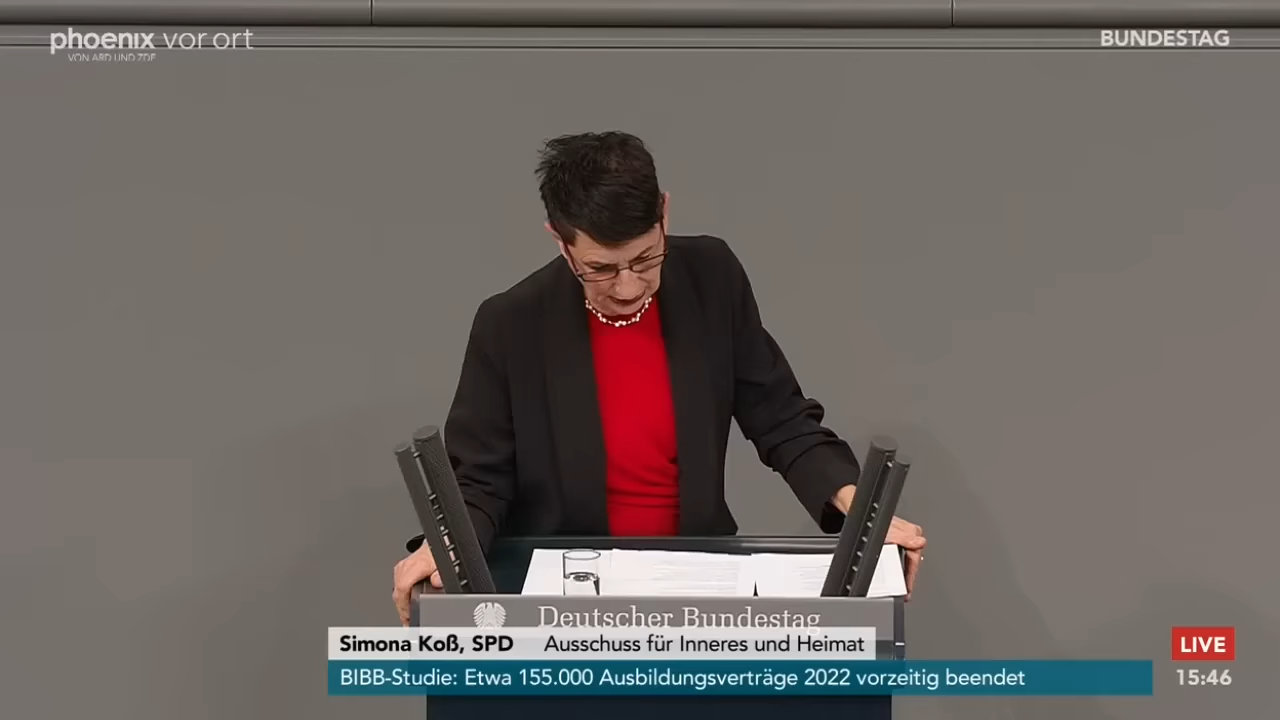 phoenix vor ort
VON ARD UND ZDF
BUNDESTAG
Deutscher Bundestag
Simona Koß, SPD Ausschuss für Inneres und Heimat
LIVE
BIBB-Studie: Etwa 155.000 Ausbildungsverträge 2022 vorzeitig beendet
15:46